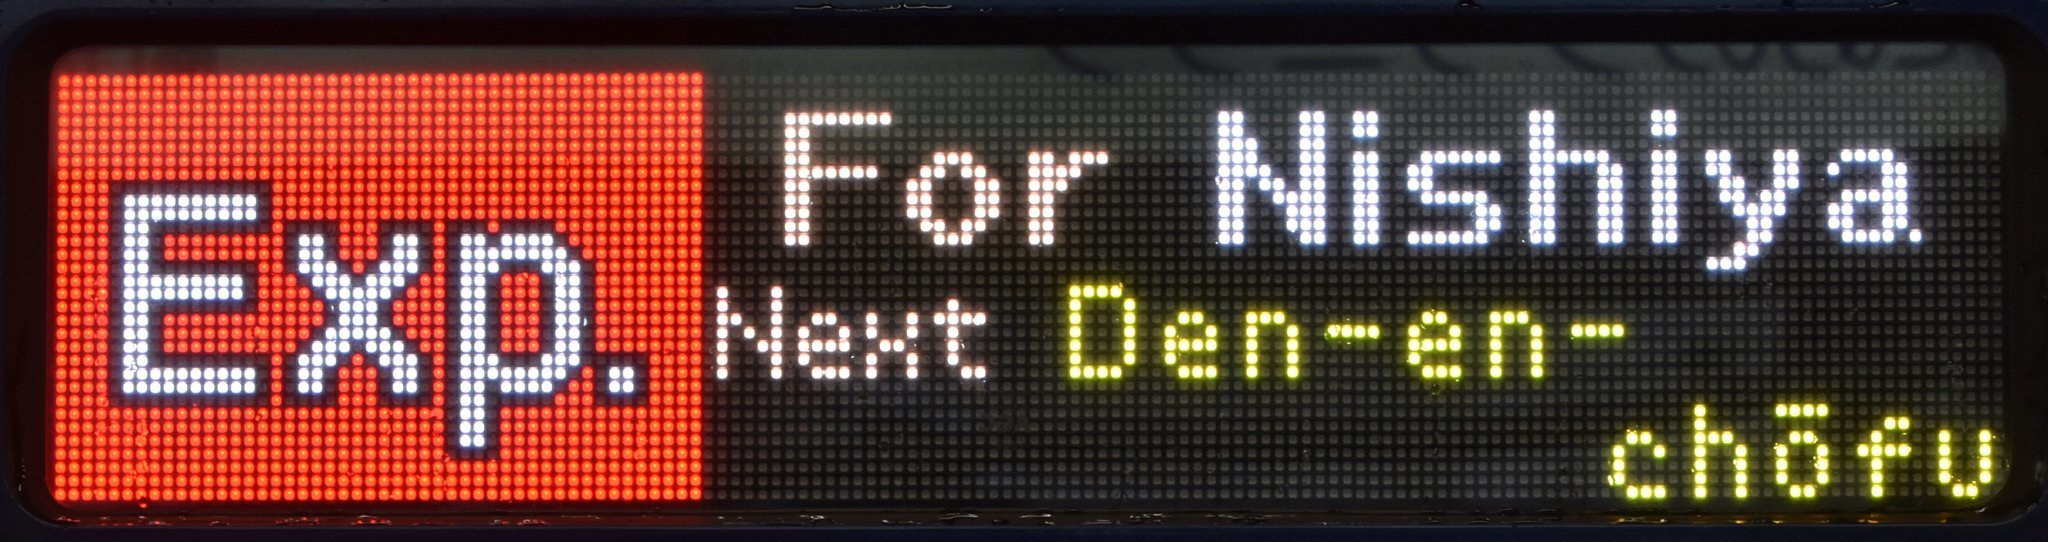 Exp.
For Nishiya
Next Den-en-
chōfu